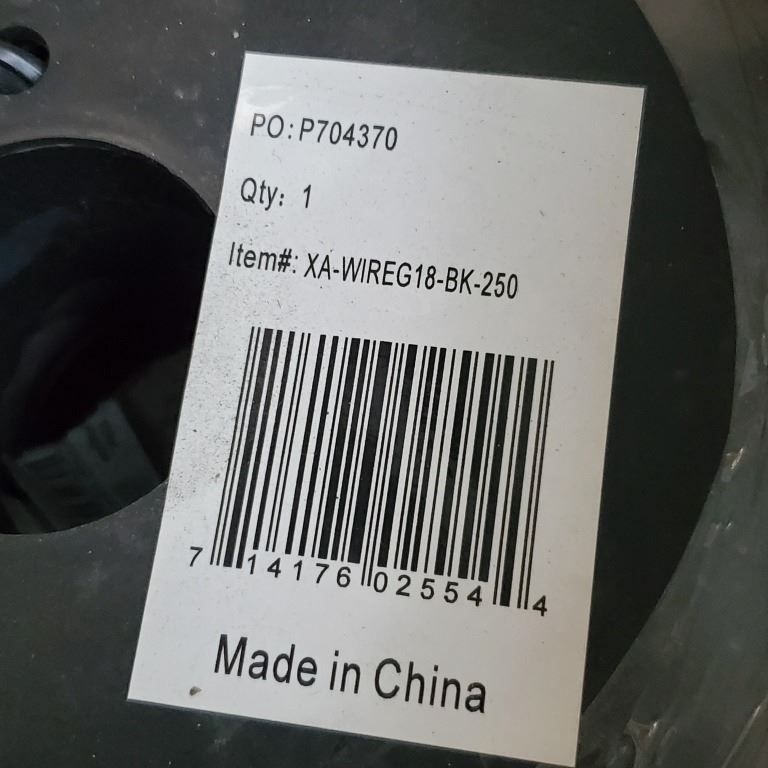 PO: P704370
Qty: 1
Item#: XA-WIREG18-BK-250
7 14176 02554 4
Made in China